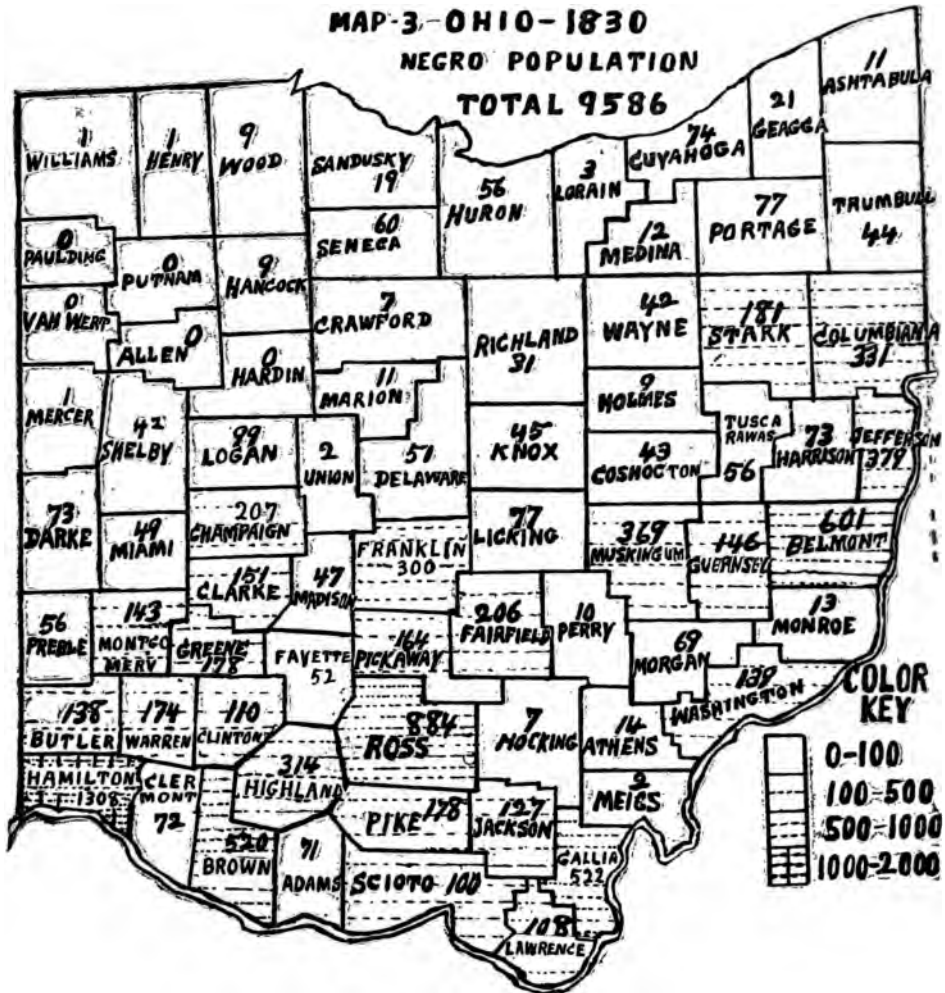 MAP-3-OHIO-1830
NEGRO POPULATION
TOTAL 9586
11
ASHTABULA
21
GEAGGA
74
CUYAHOGA
1
WILLIAMS
1
HENRY
9
WOOD
SANDUSKY
19
56
HURON
3
LORAIN
12
MEDINA
77
PORTAGE
TRUMBULL
44
0
PAULDING
0
PUTNAM
9
HANCOCK
60
SENECA
0
VAN WERT
0
ALLEN
0
HARDIN
7
CRAWFORD
RICHLAND
31
42
WAYNE
181
STARK
COLUMBIANA
331
1
MERCER
42
SHELBY
99
LOGAN
2
UNION
11
MARION
51
DELAWARE
45
KNOX
9
HOLMES
43
COSHOCTON
TUSCA
RAWAS
56
73
HARRISON
JEFFERSON
379
73
DARKE
49
MIAMI
207
CHAMPAIGN
FRANKLIN
300
77
LICKING
369
MUSKINGUM
146
GUERNSEY
601
BELMONT
151
CLARKE
47
MADISON
56
PREBLE
143
MONTGO
MERY
GREENE
178
FAYETTE
52
164
PICKAWAY
206
FAIRFIELD
10
PERRY
69
MORGAN
13
MONROE
139
WASHINGTON
138
BUTLER
174
WARREN
110
CLINTON
884
ROSS
7
HOCKING
14
ATHENS
HAMILTON
1308
CLER
MONT
72
314
HIGHLAND
PIKE 178
127
JACKSON
2
MEIGS
520
BROWN
71
ADAMS
SCIOTO 100
GALLIA
522
108
LAWRENCE
COLOR
KEY
0-100
100-500
500-1000
1000-2000